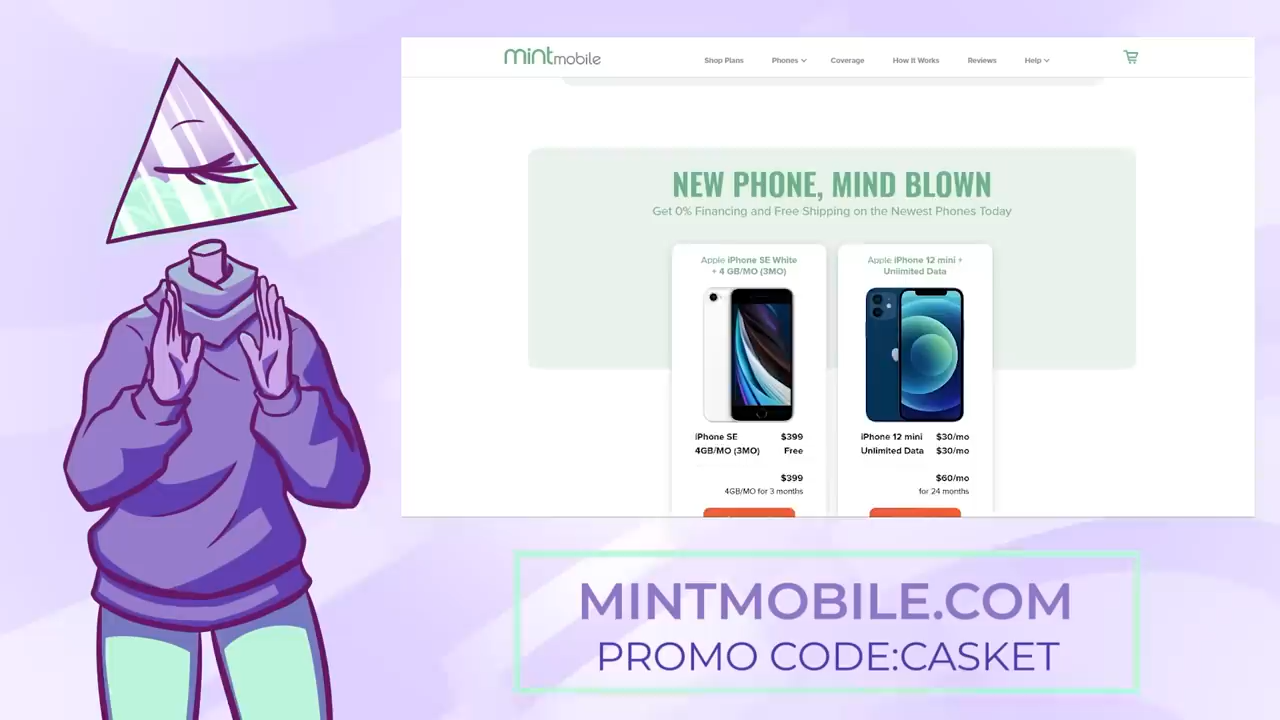 mintmobile
Shop Plans Phones Coverage How It Works Reviews Help
NEW PHONE, MIND BLOWN
Get 0% Financing and Free Shipping on the Newest Phones Today
Apple iPhone SE White
+ 4 GB/MO (3MO)
Apple iPhone 12 mini +
Unlimited Data
iPhone SE $399
4GB/MO (3MO) Free
$399
4GB/MO for 3 months
iPhone 12 mini $30/mo
Unlimited Data $30/mo
$60/mo
for 24 months
MINTMOBILE.COM
PROMO CODE:CASKET